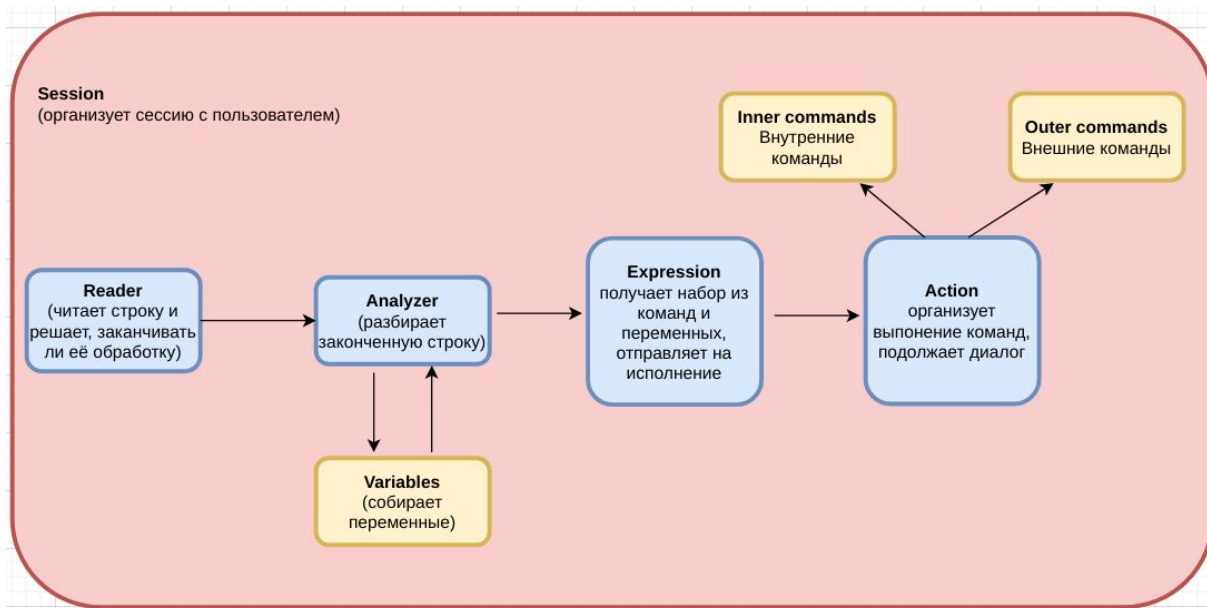 Session
(организует сессию с пользователем)
Inner commands
Внутренние
команды
Outer commands
Внешние команды
Reader
(читает строку и
решает, заканчивать
ли её обработку)
Analyzer
(разбирает
законченную строку)
Expression
получает набор из
команд и
переменных,
отправляет на
исполнение
Action
организует
выпонение команд,
подолжает диалог
Variables
(собирает
переменные)